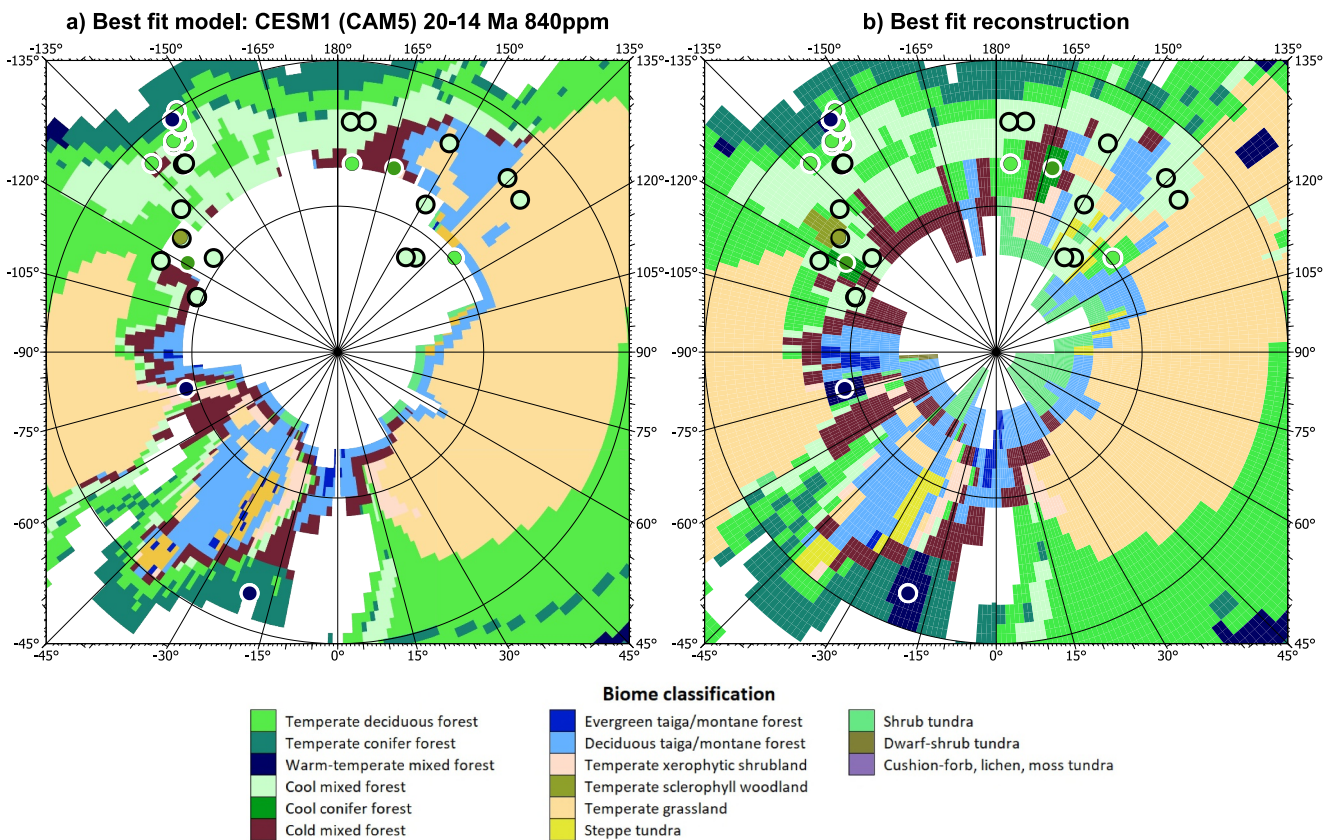 a) Best fit model: CESM1 (CAM5) 20-14 Ma 840ppm
b) Best fit reconstruction
-135° -150° -165° 180° 165° 150° 135°
-135° -150° -165° 180° 165° 150° 135°
-120° 120° -120° 120°
-105° 105° -105° 105°
-90° 90° -90° 90°
-75° 75° -75° 75°
-60° 60° -60° 60°
-45° 45° -45° 45°
-45° -30° -15° 0° 15° 30° 45°
-45° -30° -15° 0° 15° 30° 45°
Biome classification
Temperate deciduous forest
Temperate conifer forest
Warm-temperate mixed forest
Cool mixed forest
Cool conifer forest
Cold mixed forest
Evergreen taiga/montane forest
Deciduous taiga/montane forest
Temperate xerophytic shrubland
Temperate sclerophyll woodland
Temperate grassland
Steppe tundra
Shrub tundra
Dwarf-shrub tundra
Cushion-forb, lichen, moss tundra